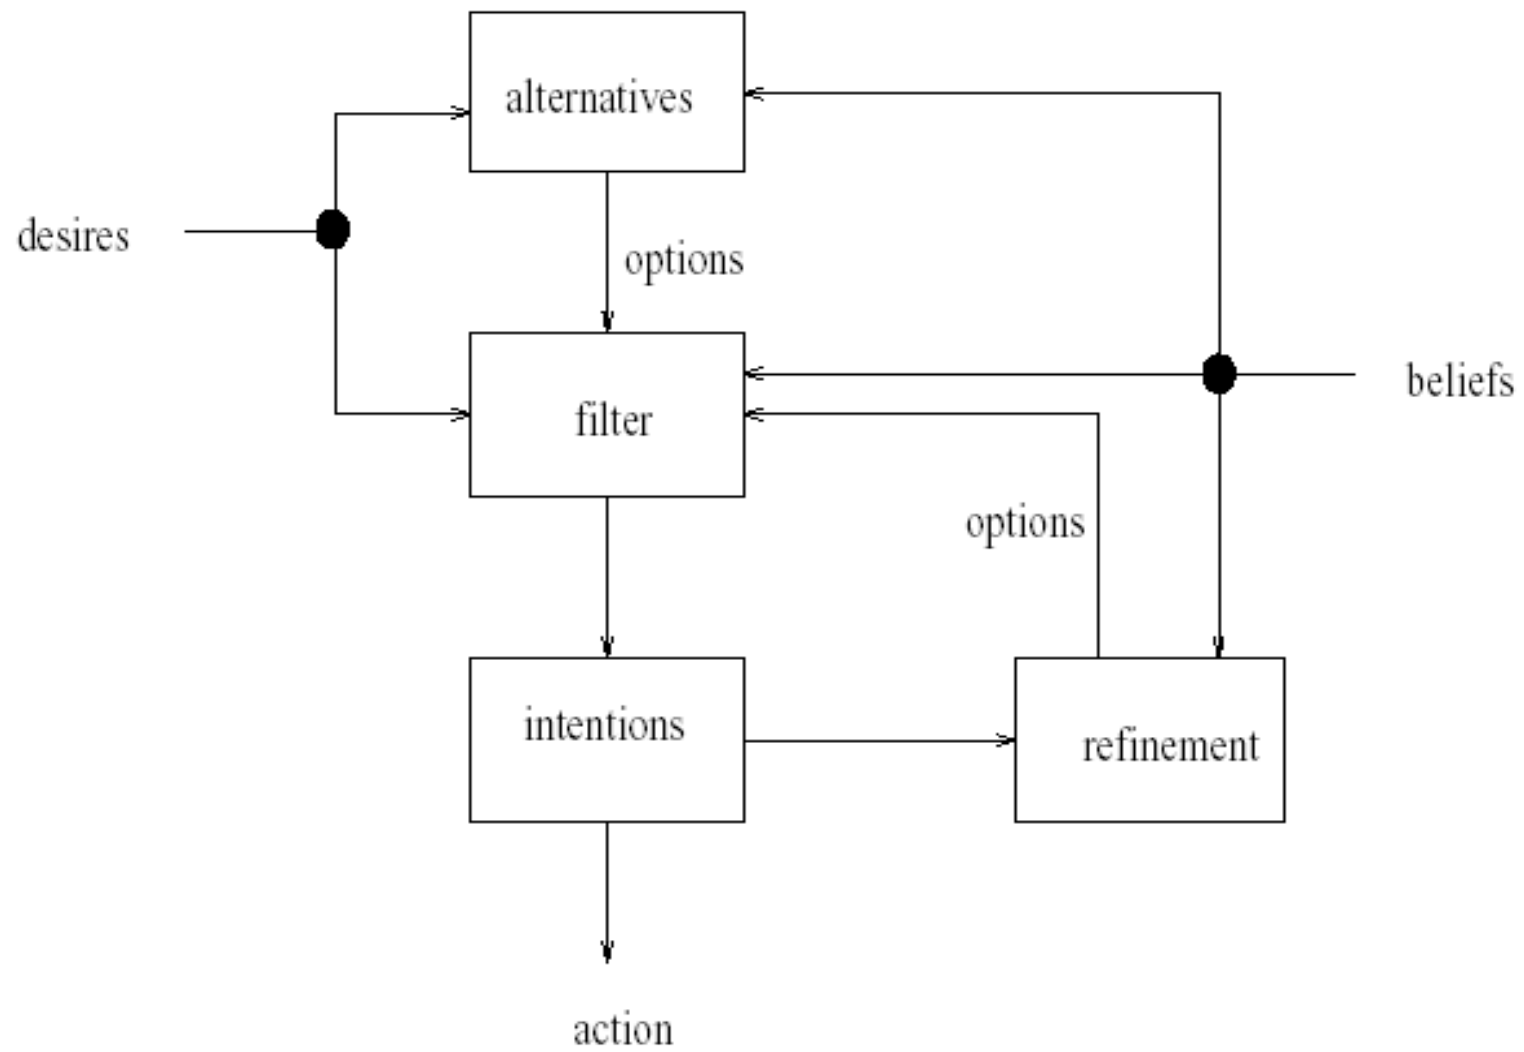 alternatives
desires
options
filter
beliefs
options
intentions
refinement
action